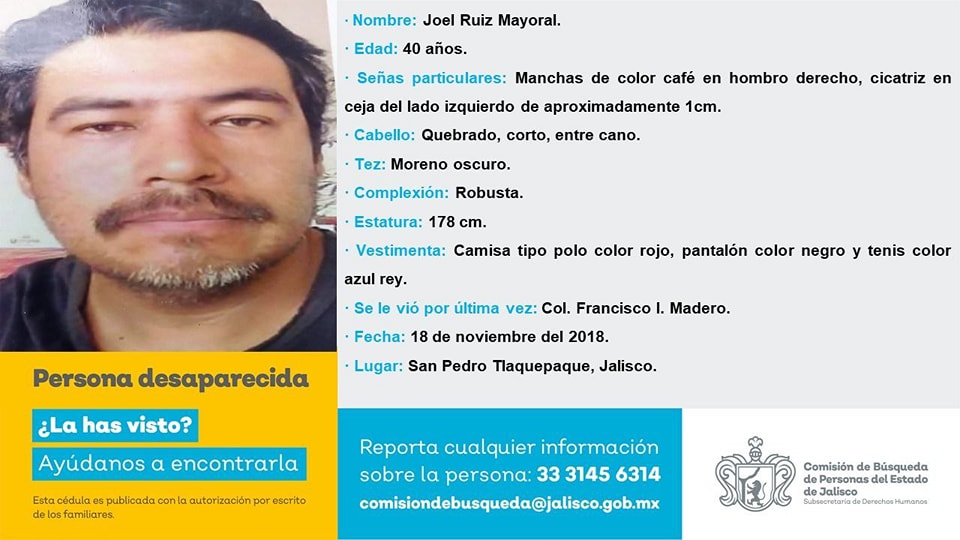 · Nombre: Joel Ruiz Mayoral.
· Edad: 40 años.
· Señas particulares: Manchas de color café en hombro derecho, cicatriz en
ceja del lado izquierdo de aproximadamente 1cm.
· Cabello: Quebrado, corto, entre cano.
· Tez: Moreno oscuro.
· Complexión: Robusta.
· Estatura: 178 cm.
· Vestimenta: Camisa tipo polo color rojo, pantalón color negro y tenis color
azul rey.
· Se le vió por última vez: Col. Francisco I. Madero.
· Fecha: 18 de noviembre del 2018.
· Lugar: San Pedro Tlaquepaque, Jalisco.
Persona desaparecida
¿La has visto?
Ayúdanos a encontrarla
Esta cédula es publicada con la autorización por escrito
de los familiares.
Reporta cualquier información
sobre la persona: 33 3145 6314
comisiondebusqueda@jalisco.gob.mx
Comisión de Búsqueda
de Personas del Estado
de Jalisco
Subsecretaría de Derechos Humanos